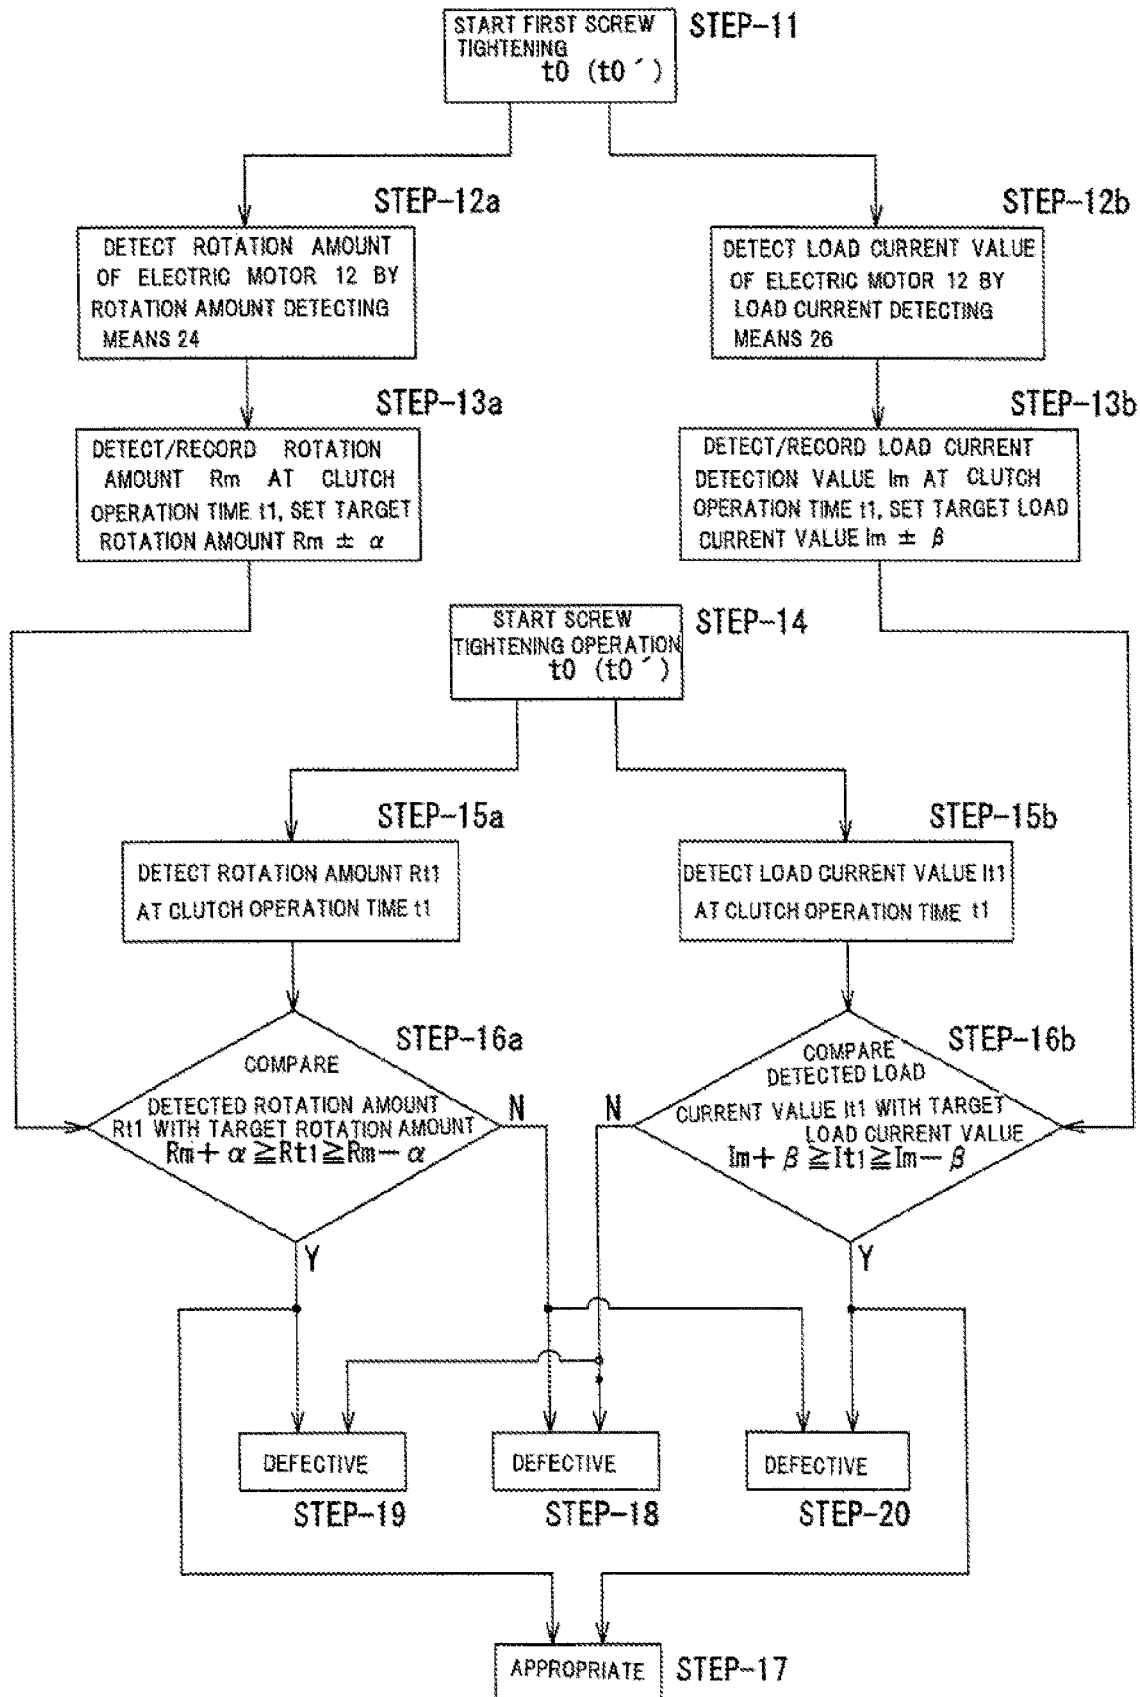 START FIRST SCREW
TIGHTENING
t0 (t0´)
STEP-11
STEP-12a
DETECT ROTATION AMOUNT
OF ELECTRIC MOTOR 12 BY
ROTATION AMOUNT DETECTING
MEANS 24
STEP-12b
DETECT LOAD CURRENT VALUE
OF ELECTRIC MOTOR 12 BY
LOAD CURRENT DETECTING
MEANS 26
STEP-13a
DETECT/RECORD ROTATION
AMOUNT Rm AT CLUTCH
OPERATION TIME t1, SET TARGET
ROTATION AMOUNT Rm ± α
STEP-13b
DETECT/RECORD LOAD CURRENT
DETECTION VALUE Im AT CLUTCH
OPERATION TIME t1, SET TARGET LOAD
CURRENT VALUE Im ± β
START SCREW
TIGHTENING OPERATION
t0 (t0´)
STEP-14
STEP-15a
DETECT ROTATION AMOUNT Rt1
AT CLUTCH OPERATION TIME t1
STEP-15b
DETECT LOAD CURRENT VALUE It1
AT CLUTCH OPERATION TIME t1
STEP-16a
COMPARE
DETECTED ROTATION AMOUNT
Rt1 WITH TARGET ROTATION AMOUNT
Rm+α≧Rt1≧Rm-α
N
Y
STEP-16b
COMPARE
DETECTED LOAD
CURRENT VALUE It1 WITH TARGET
LOAD CURRENT VALUE
Im+β≧It1≧Im-β
N
Y
DEFECTIVE
STEP-19
DEFECTIVE
STEP-18
DEFECTIVE
STEP-20
APPROPRIATE
STEP-17